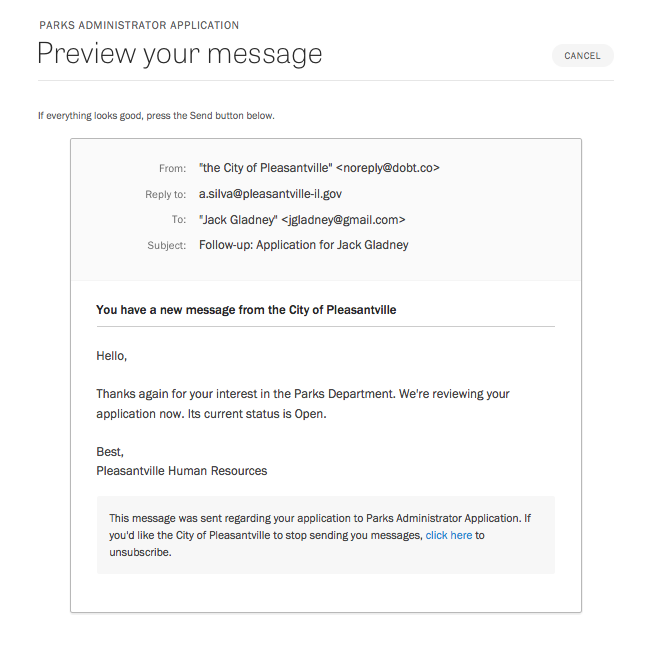 PARKS ADMINISTRATOR APPLICATION
Preview your message
CANCEL
If everything looks good, press the Send button below.
From: "the City of Pleasantville" <noreply@dobt.co>
Reply to: a.silva@pleasantville-il.gov
To: "Jack Gladney" <jgladney@gmail.com>
Subject: Follow-up: Application for Jack Gladney
You have a new message from the City of Pleasantville
Hello,
Thanks again for your interest in the Parks Department. We're reviewing your
application now. Its current status is Open.
Best,
Pleasantville Human Resources
This message was sent regarding your application to Parks Administrator Application. If
you'd like the City of Pleasantville to stop sending you messages, click here to
unsubscribe.